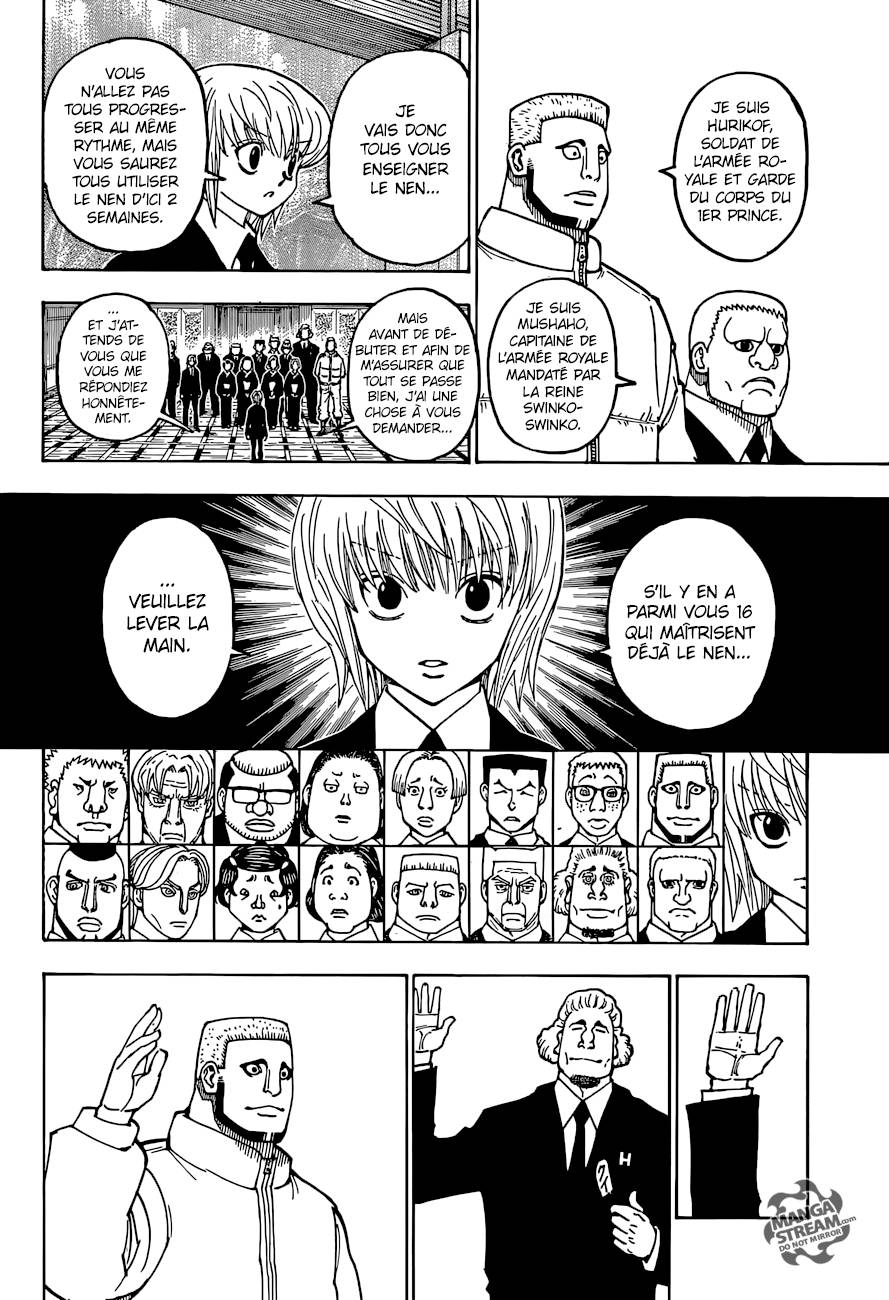 JE SUIS
HURIKOF,
SOLDAT DE
L'ARMÉE RO-
YALE ET GARDE
DU CORPS DU
1ER PRINCE.
JE SUIS
MUSHAHO,
CAPITAINE DE
L'ARMÉE ROYALE
MANDATÉ PAR
LA REINE
SWINKO-
SWINKO.
JE
VAIS DONC
TOUS VOUS
ENSEIGNER
LE NEN...
VOUS
N'ALLEZ PAS
TOUS PROGRES-
SER AU MÊME
RYTHME, MAIS
VOUS SAUREZ
TOUS UTILISER
LE NEN D'ICI 2
SEMAINES.
MAIS
AVANT DE DÉ-
BUTER ET AFIN DE
M'ASSURER QUE
TOUT SE PASSE
BIEN, J'AI UNE
CHOSE À VOUS
DEMANDER...
...
ET J'AT-
TENDS DE
VOUS QUE
VOUS ME
RÉPONDIEZ
HONNÊTE-
MENT.
S'IL Y EN A
PARMI VOUS 16
QUI MAÎTRISENT
DÉJÀ LE NEN...
...
VEUILLEZ
LEVER LA
MAIN.
H
クイ
MANGA
STREAM.com
DO NOT MIRROR